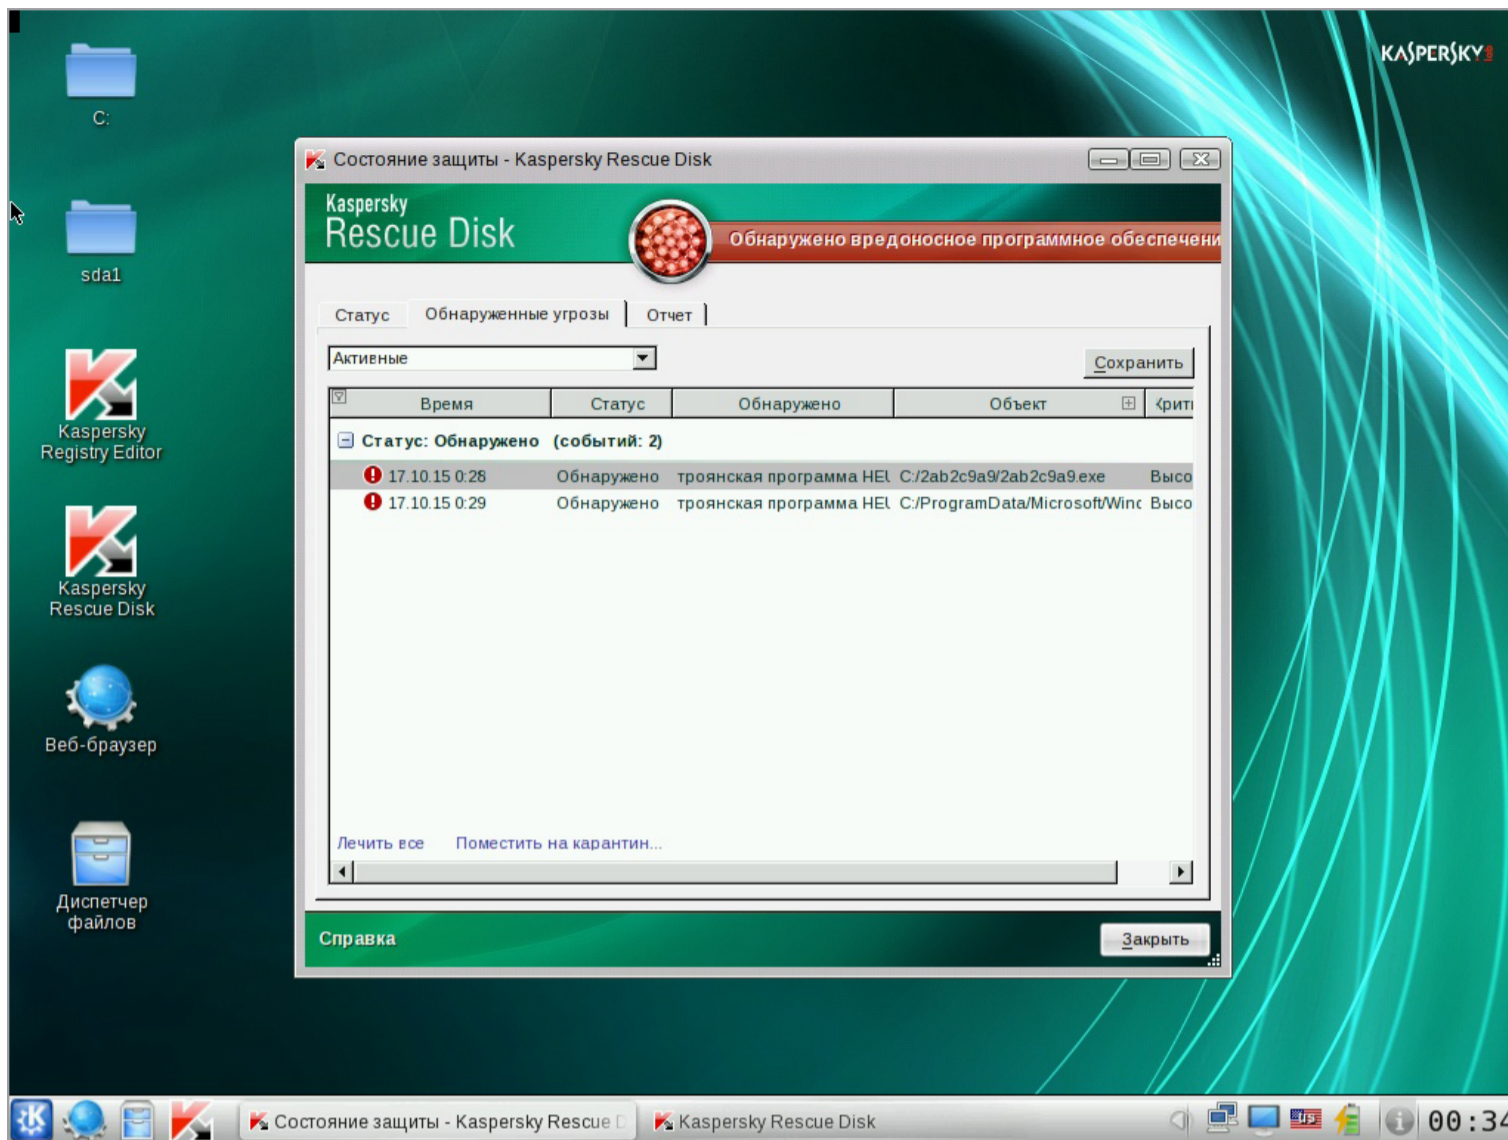 KASPERSKY
C:
sda1
Kaspersky
Registry Editor
Kaspersky
Rescue Disk
Веб-браузер
Диспетчер
файлов
Состояние защиты - Kaspersky Rescue Disk
Kaspersky
Rescue Disk
Обнаружено вредоносное программное обеспечени
Статус Обнаруженные угрозы Отчет
Активные
Сохранить
Время Статус Обнаружено Объект Крити
Статус: Обнаружено (событий: 2)
17.10.15 0:28 Обнаружено троянская программа HEU C:/2ab2c9a9/2ab2c9a9.exe Высо
17.10.15 0:29 Обнаружено троянская программа HEU C:/ProgramData/Microsoft/Winc Высо
Лечить все Поместить на карантин...
Справка
Закрыть
Состояние защиты - Kaspersky Rescue D
Kaspersky Rescue Disk
US
00:34